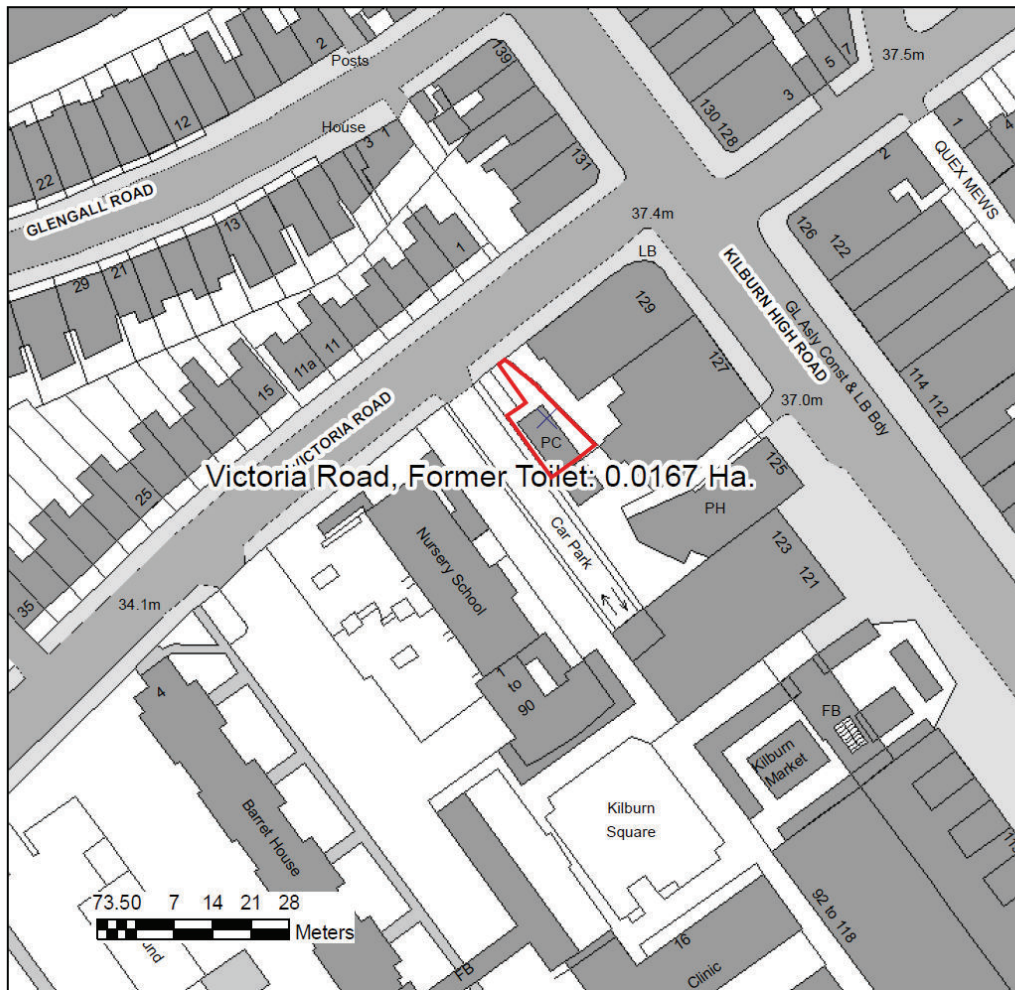 2
Posts
139
5 7
37.5m
3
130 128
12
House
3 1
22
131
1
4
2
QUEX MEWS
GLENGALL ROAD
13
37.4m
126
122
1
LB
21
29
129
KILBURN HIGH ROAD
GL Asly Const & LB Bdy
11
11a
15
127
114
112
37.0m
VICTORIA ROAD
PC
125
Victoria Road, Former Toilet: 0.0167 Ha.
25
PH
Car Park
123
121
Nursery School
35
34.1m
4
1 to
90
FB
Kilburn
Market
Barret House
Kilburn
Square
73.50 7 14 21 28
Meters
92 to 118
16
Clinic
FB